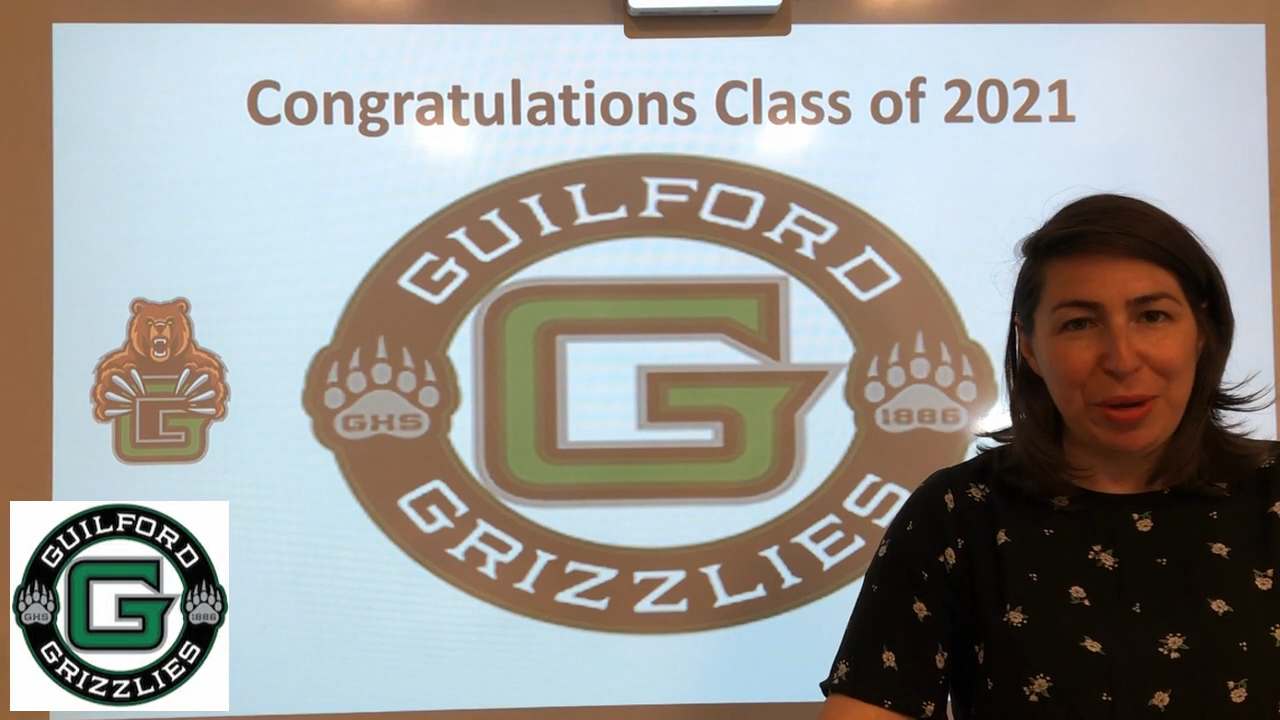 Congratulations Class of 2021
GUILFORD
G
GHS
1886
GRIZZLIES
G
GUILFORD
G
GHS
1886
GRIZZLIES